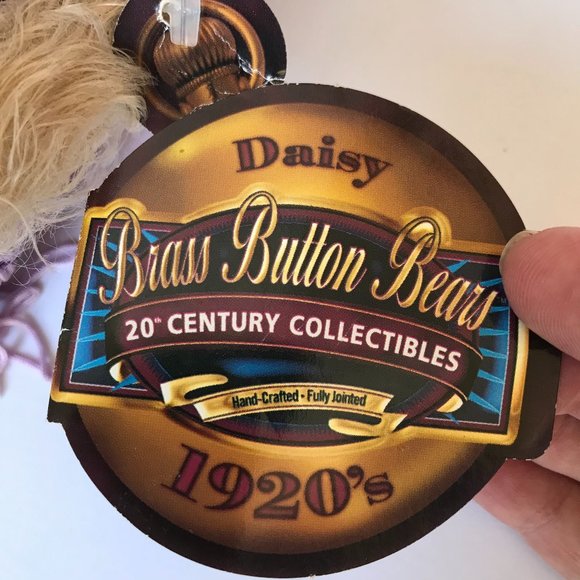 Daisy
Brass Button Bears
20th CENTURY COLLECTIBLES
Hand-Crafted • Fully Jointed
1920's